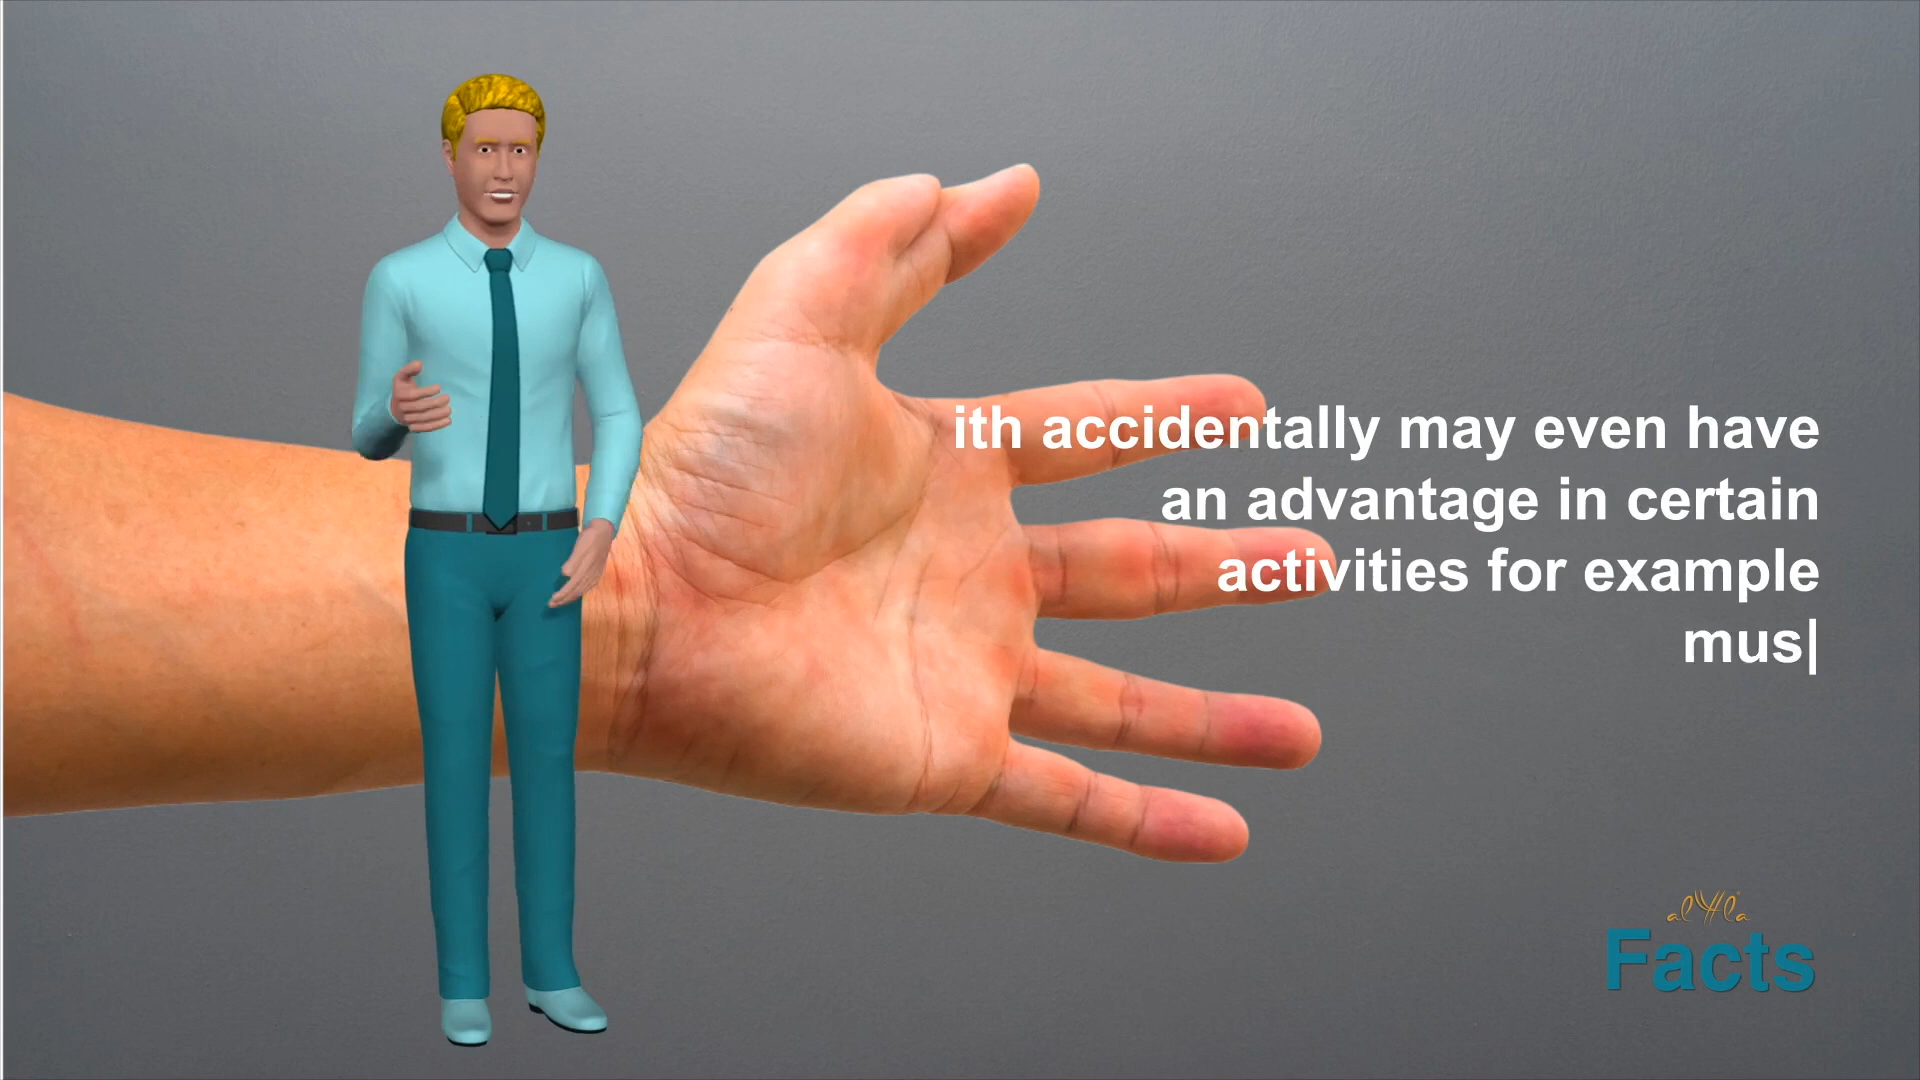 ith accidentally may even have
an advantage in certain
activities for example
mus|
alYla
Facts